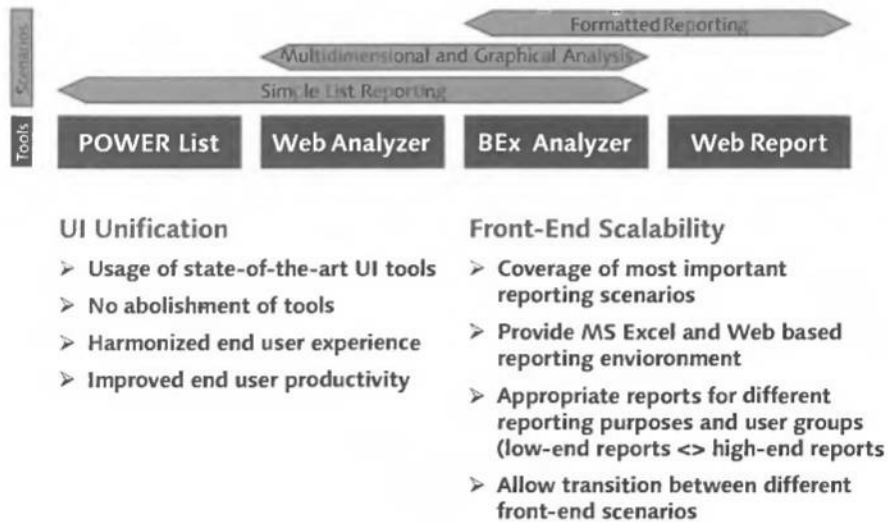 Scenarios
Formatted Reporting
Multidimensional and Graphical Analysis
Simple List Reporting
Tools
POWER List
Web Analyzer
BEx Analyzer
Web Report
UI Unification
➢ Usage of state-of-the-art UI tools
➢ No abolishment of tools
➢ Harmonized end user experience
➢ Improved end user productivity
Front-End Scalability
➢ Coverage of most important
reporting scenarios
➢ Provide MS Excel and Web based
reporting envioronment
➢ Appropriate reports for different
reporting purposes and user groups
(low-end reports <> high-end reports
➢ Allow transition between different
front-end scenarios